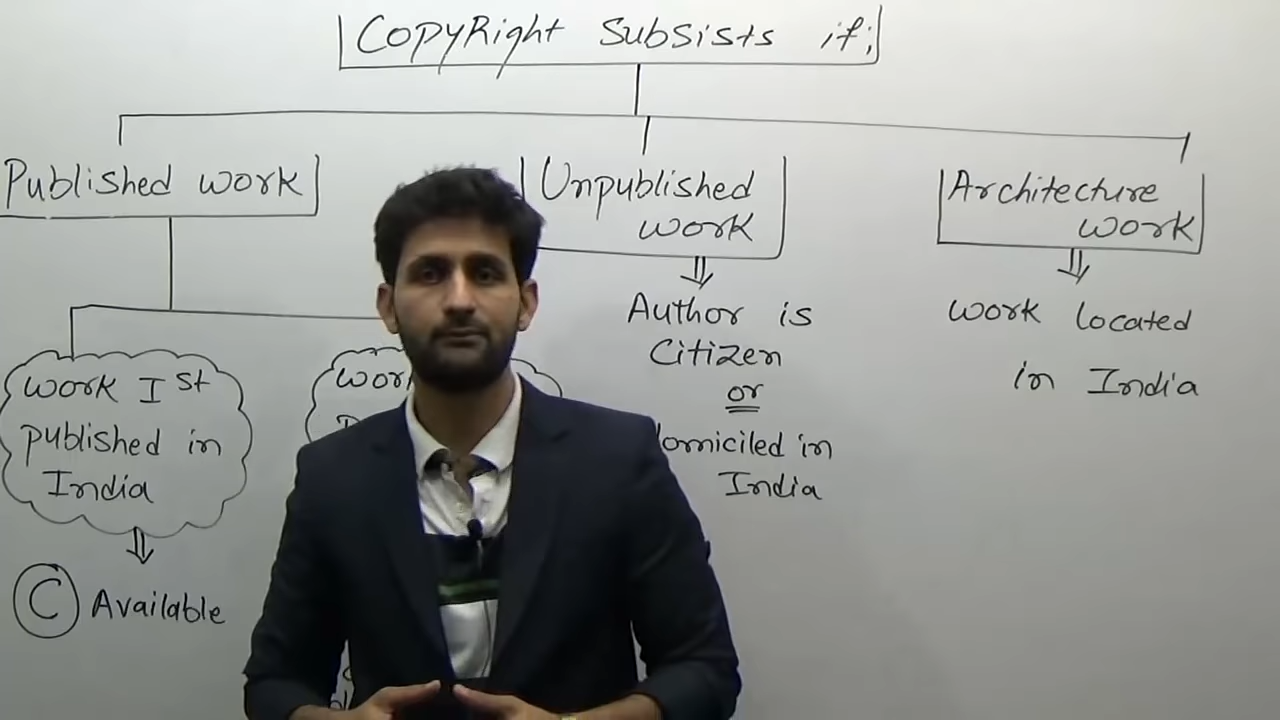 CopyRight Subsists if;
Published work
Unpublished
work
Architecture
work
work Ist
published in
India
Author is
Citizen
or
in
India
work located
in India
C Available